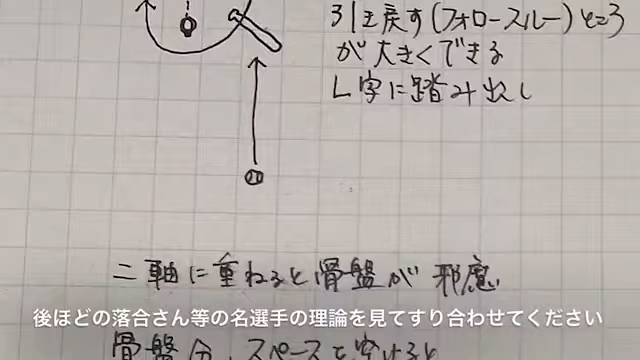 引き戻す(フォロースルー)ところ
が大きくできる
L字に踏み出し
二軸に重ねると骨盤が邪魔
後ほどの落合さん等の名選手の理論を見てすり合わせてください
骨盤分、スペースを空けると